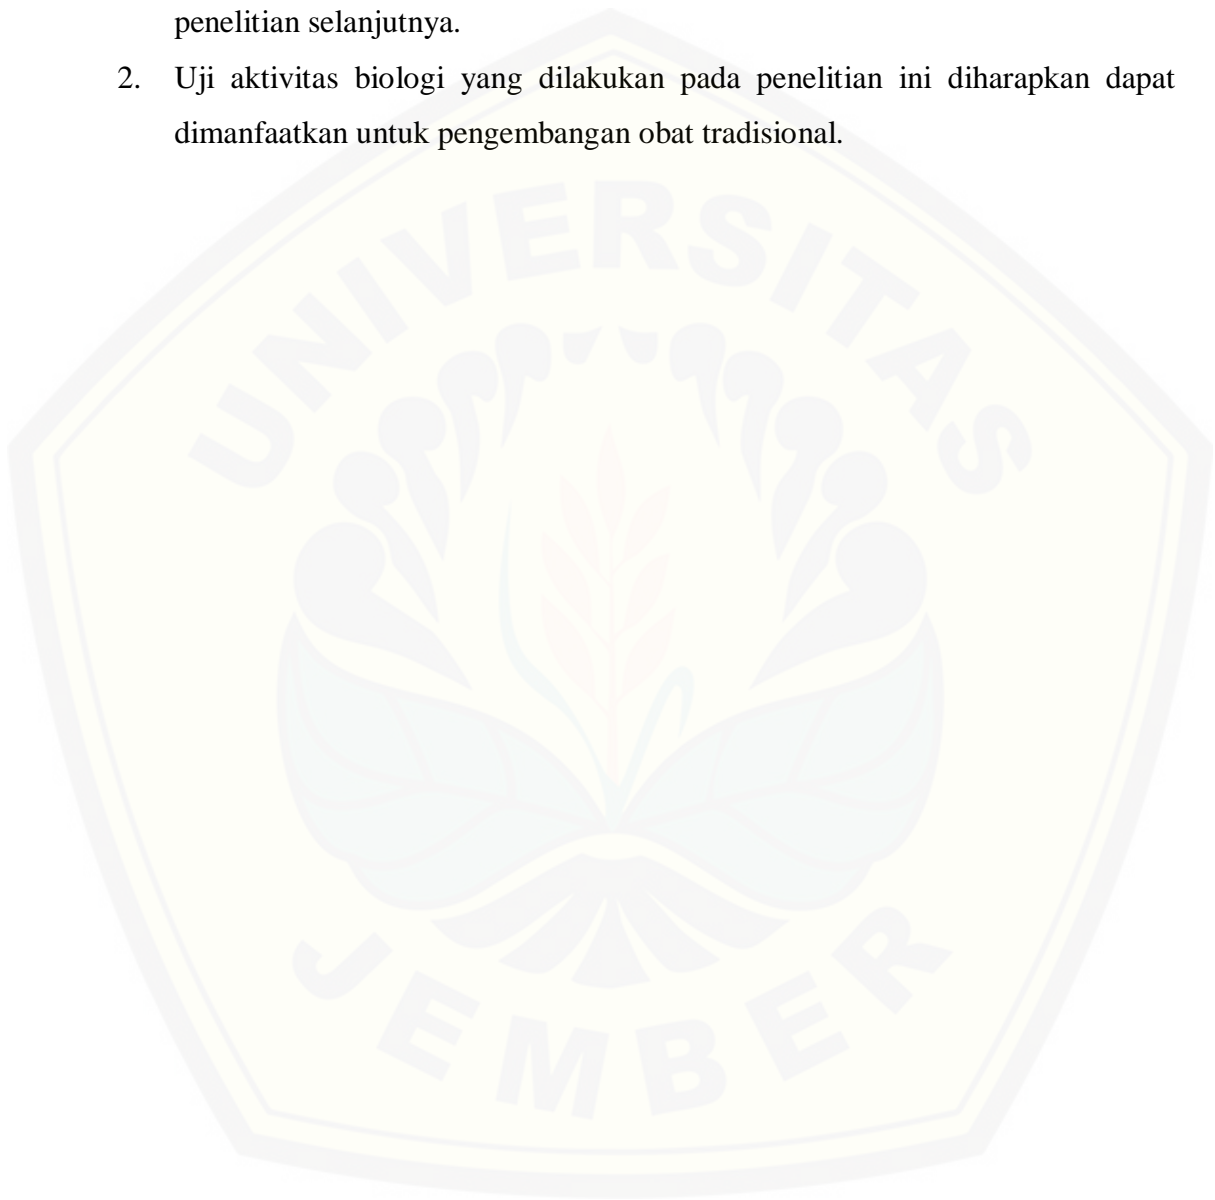 penelitian selanjutnya.
2. Uji aktivitas biologi yang dilakukan pada penelitian ini diharapkan dapat
dimanfaatkan untuk pengembangan obat tradisional.
UNIVERSITAS
JEMBER